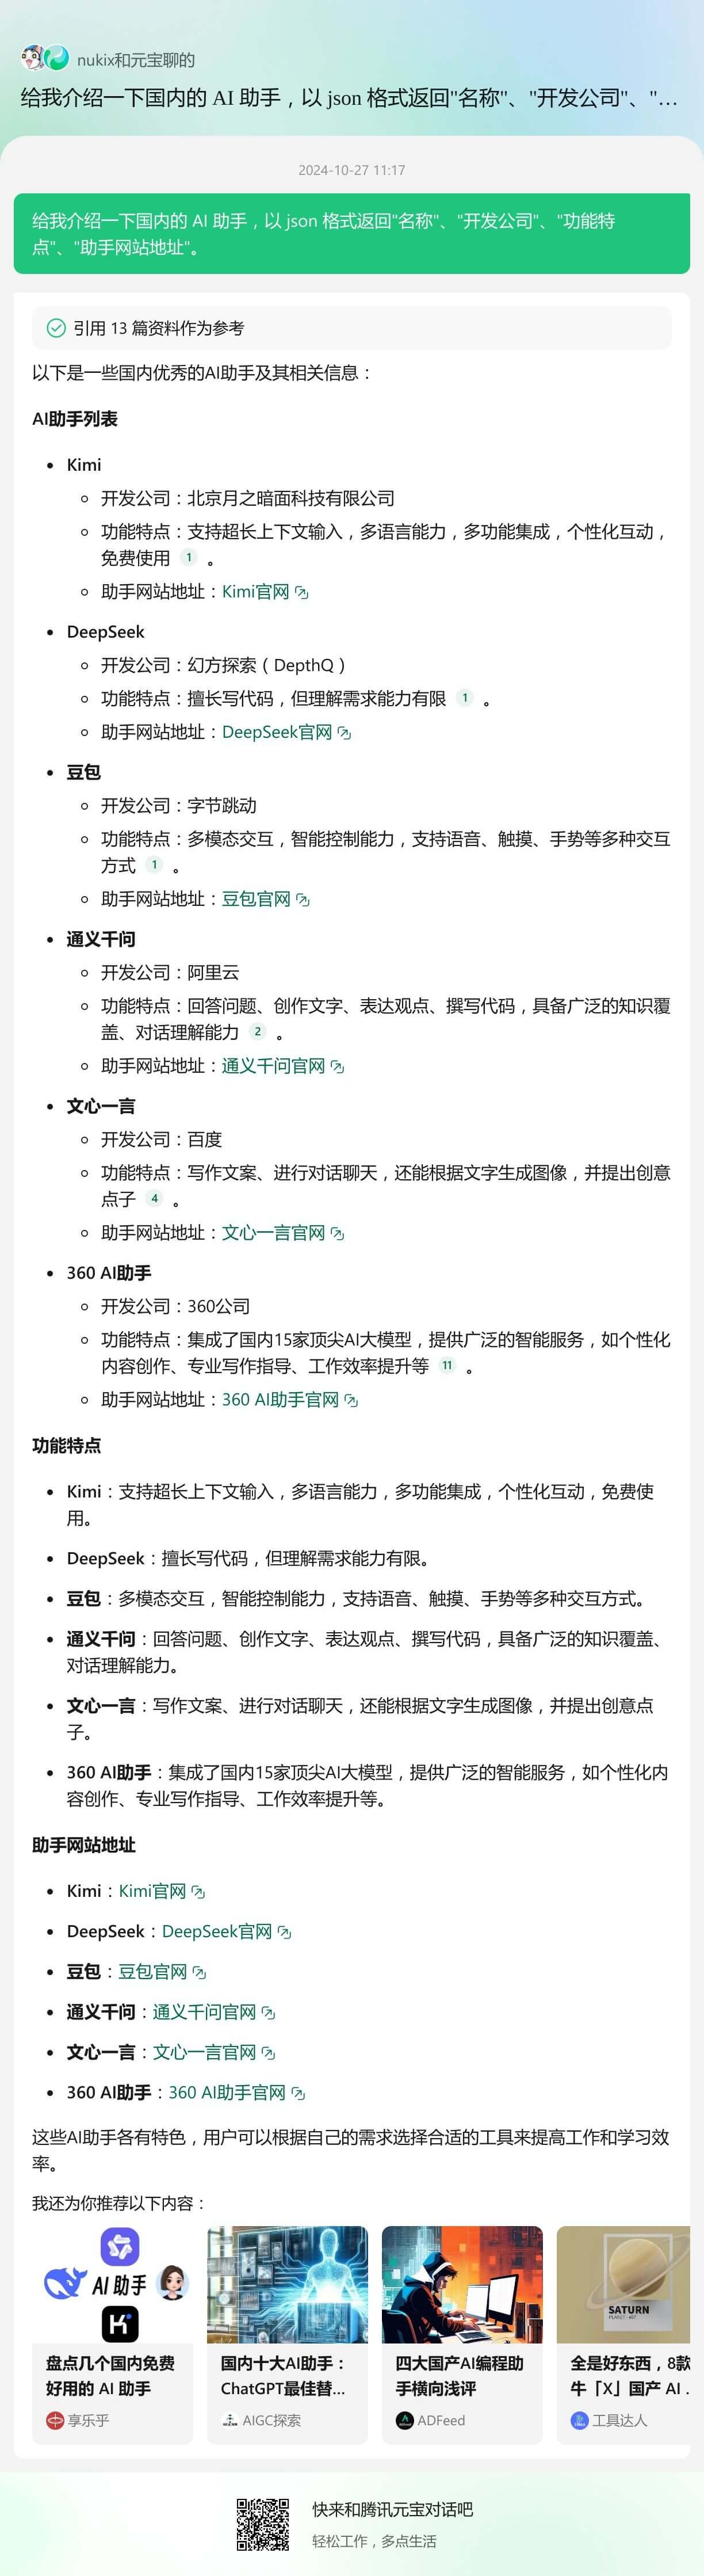 nukix和元宝聊的
给我介绍一下国内的 AI 助手，以 json 格式返回"名称"、"开发公司"、"...
2024-10-27 11:17
给我介绍一下国内的 AI 助手，以 json 格式返回"名称"、"开发公司"、"功能特
点"、"助手网站地址"。
引用 13 篇资料作为参考
以下是一些国内优秀的AI助手及其相关信息：
AI助手列表
• Kimi
◦ 开发公司：北京月之暗面科技有限公司
◦ 功能特点：支持超长上下文输入，多语言能力，多功能集成，个性化互动，
免费使用 1 。
◦ 助手网站地址：Kimi官网
• DeepSeek
◦ 开发公司：幻方探索（DepthQ）
◦ 功能特点：擅长写代码，但理解需求能力有限 1 。
◦ 助手网站地址：DeepSeek官网
• 豆包
◦ 开发公司：字节跳动
◦ 功能特点：多模态交互，智能控制能力，支持语音、触摸、手势等多种交互
方式 1 。
◦ 助手网站地址：豆包官网
• 通义千问
◦ 开发公司：阿里云
◦ 功能特点：回答问题、创作文字、表达观点、撰写代码，具备广泛的知识覆
盖、对话理解能力 2 。
◦ 助手网站地址：通义千问官网
• 文心一言
◦ 开发公司：百度
◦ 功能特点：写作文案、进行对话聊天，还能根据文字生成图像，并提出创意
点子 4 。
◦ 助手网站地址：文心一言官网
• 360 AI助手
◦ 开发公司：360公司
◦ 功能特点：集成了国内15家顶尖AI大模型，提供广泛的智能服务，如个性化
内容创作、专业写作指导、工作效率提升等 11 。
◦ 助手网站地址：360 AI助手官网
功能特点
• Kimi：支持超长上下文输入，多语言能力，多功能集成，个性化互动，免费使
用。
• DeepSeek：擅长写代码，但理解需求能力有限。
• 豆包：多模态交互，智能控制能力，支持语音、触摸、手势等多种交互方式。
• 通义千问：回答问题、创作文字、表达观点、撰写代码，具备广泛的知识覆盖、
对话理解能力。
• 文心一言：写作文案、进行对话聊天，还能根据文字生成图像，并提出创意点
子。
• 360 AI助手：集成了国内15家顶尖AI大模型，提供广泛的智能服务，如个性化内
容创作、专业写作指导、工作效率提升等。
助手网站地址
• Kimi：Kimi官网
• DeepSeek：DeepSeek官网
• 豆包：豆包官网
• 通义千问：通义千问官网
• 文心一言：文心一言官网
• 360 AI助手：360 AI助手官网
这些AI助手各有特色，用户可以根据自己的需求选择合适的工具来提高工作和学习效
率。
我还为你推荐以下内容：
AI 助手
K
SATURN
盘点几个国内免费
好用的 AI 助手
享乐乎
国内十大AI助手：
ChatGPT最佳替...
AIGC探索
四大国产AI编程助
手横向浅评
ADFeed
全是好东西，8款
牛「X」国产 AI .
工具达人
快来和腾讯元宝对话吧
轻松工作，多点生活